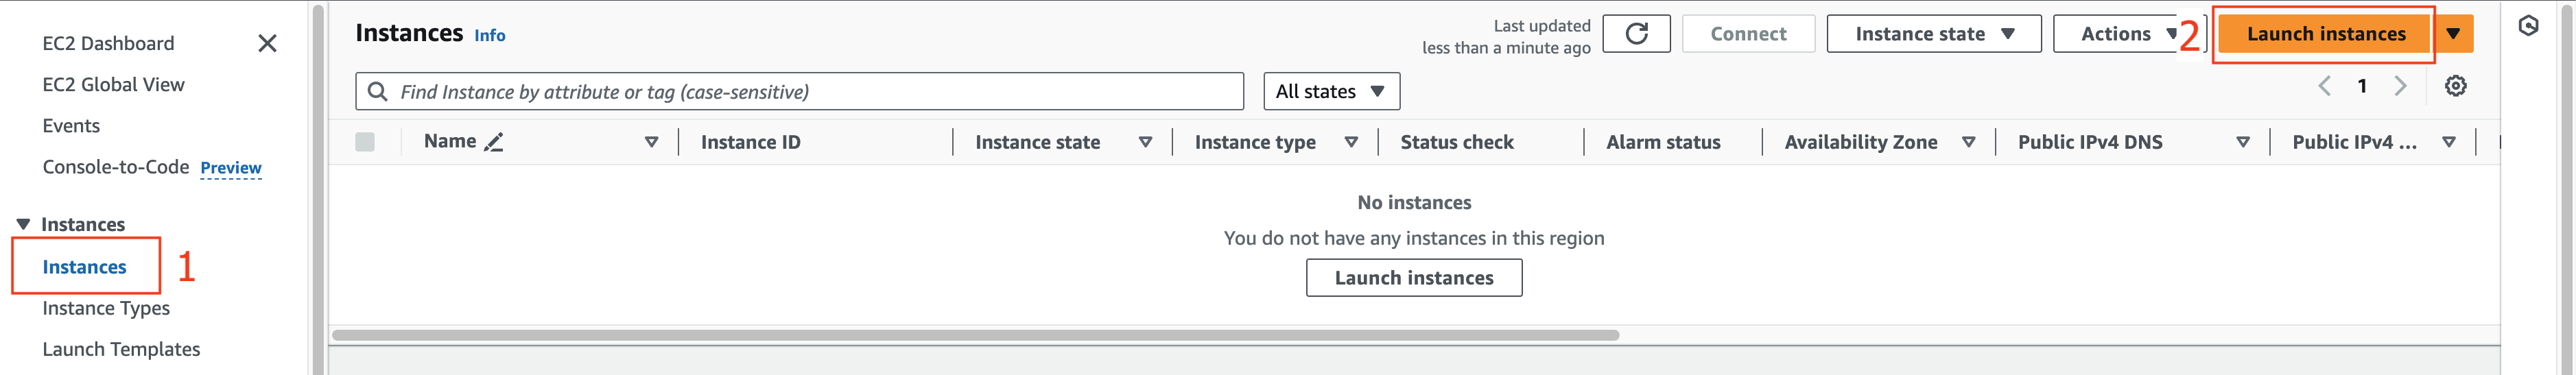 EC2 Dashboard
EC2 Global View
Events
Console-to-Code Preview
Instances
Instances 1
Instance Types
Launch Templates
Instances Info
Last updated
less than a minute ago
Connect
Instance state
Actions
2
Launch instances
Find Instance by attribute or tag (case-sensitive)
All states
1
Name
Instance ID
Instance state
Instance type
Status check
Alarm status
Availability Zone
Public IPv4 DNS
Public IPv4 ...
No instances
You do not have any instances in this region
Launch instances